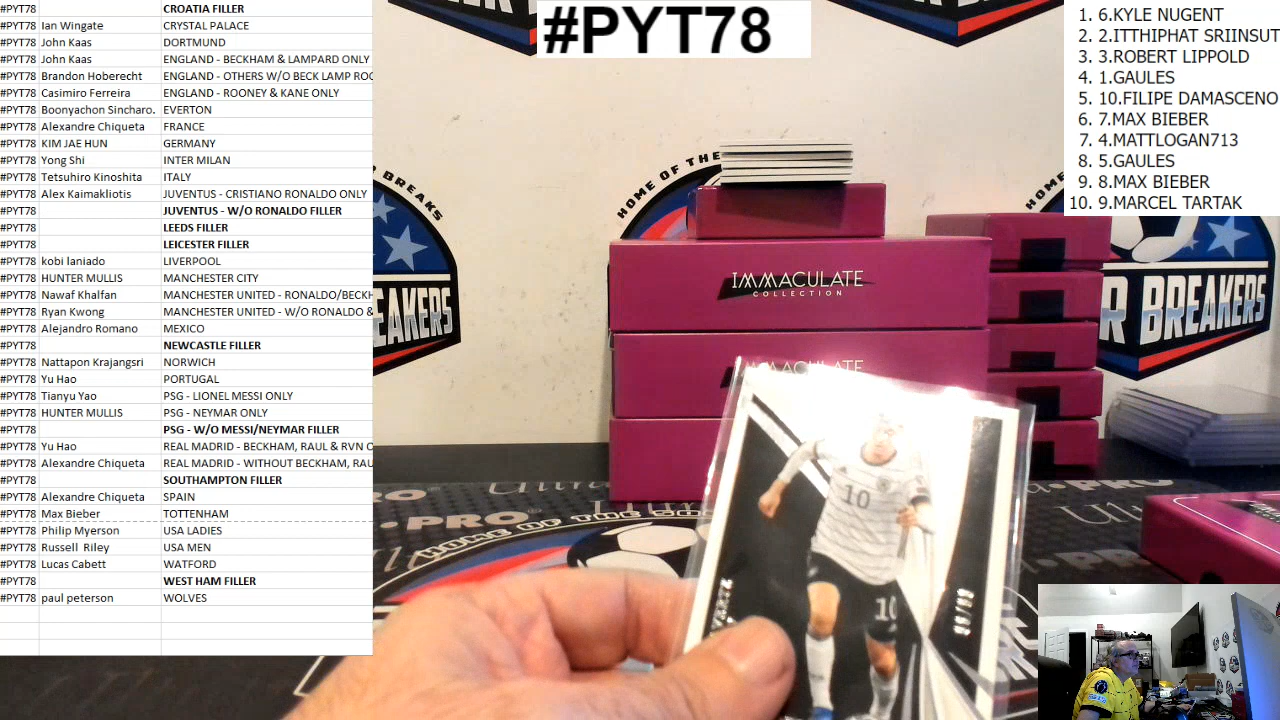 #PYT78 CROATIA FILLER
#PYT78 Ian Wingate CRYSTAL PALACE
#PYT78 John Kaas DORTMUND
#PYT78 John Kaas ENGLAND - BECKHAM & LAMPARD ONLY
#PYT78 Brandon Hoberecht ENGLAND - OTHERS W/O BECK LAMP ROO
#PYT78 Casimiro Ferreira ENGLAND - ROONEY & KANE ONLY
#PYT78 Boonyachon Sincharo. EVERTON
#PYT78 Alexandre Chiqueta FRANCE
#PYT78 KIM JAE HUN GERMANY
#PYT78 Yong Shi INTER MILAN
#PYT78 Tetsuhiro Kinoshita ITALY
#PYT78 Alex Kaimakliotis JUVENTUS - CRISTIANO RONALDO ONLY
#PYT78 JUVENTUS - W/O RONALDO FILLER
#PYT78 LEEDS FILLER
#PYT78 LEICESTER FILLER
#PYT78 kobi laniado LIVERPOOL
#PYT78 HUNTER MULLIS MANCHESTER CITY
#PYT78 Nawaf Khalfan MANCHESTER UNITED - RONALDO/BECKH
#PYT78 Ryan Kwong MANCHESTER UNITED - W/O RONALDO &
#PYT78 Alejandro Romano MEXICO
#PYT78 NEWCASTLE FILLER
#PYT78 Nattapon Krajangsri NORWICH
#PYT78 Yu Hao PORTUGAL
#PYT78 Tianyu Yao PSG - LIONEL MESSI ONLY
#PYT78 HUNTER MULLIS PSG - NEYMAR ONLY
#PYT78 PSG - W/O MESSI/NEYMAR FILLER
#PYT78 Yu Hao REAL MADRID - BECKHAM, RAUL & RVN O
#PYT78 Alexandre Chiqueta REAL MADRID - WITHOUT BECKHAM, RAU
#PYT78 SOUTHAMPTON FILLER
#PYT78 Alexandre Chiqueta SPAIN
#PYT78 Max Bieber TOTTENHAM
#PYT78 Philip Myerson USA LADIES
#PYT78 Russell Riley USA MEN
#PYT78 Lucas Cabett WATFORD
#PYT78 WEST HAM FILLER
#PYT78 paul peterson WOLVES
#PYT78
1. 6.KYLE NUGENT
2. 2.ITTHIPHAT SRIINSUT
3. 3.ROBERT LIPPOLD
4. 1.GAULES
5. 10.FILIPE DAMASCENO
6. 7.MAX BIEBER
7. 4.MATTLOGAN713
8. 5.GAULES
9. 8.MAX BIEBER
10. 9.MARCEL TARTAK
HOME OF THE
R BREAKS
EAKERS
R BREAKERS
IMMACULATE
COLLECTION
HOME OF THE
10
10